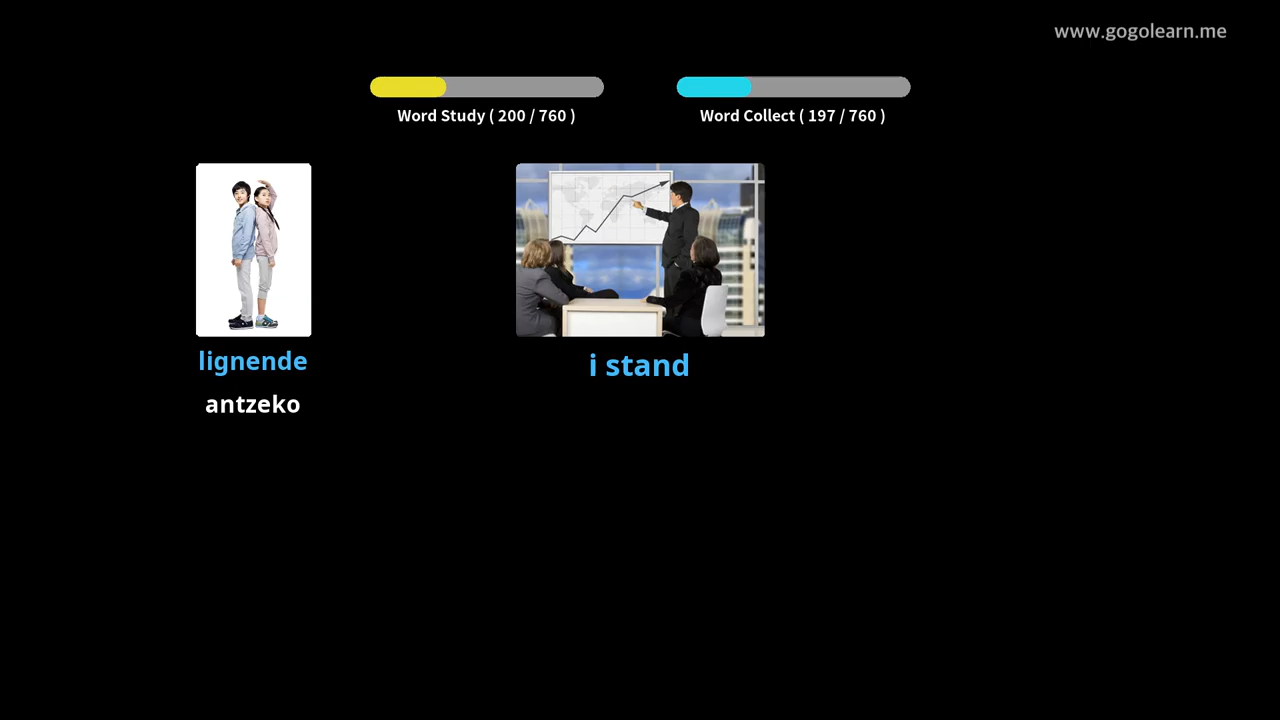 www.gogolearn.me
Word Study ( 200 / 760 )
Word Collect ( 197 / 760 )
lignende
i stand
antzeko